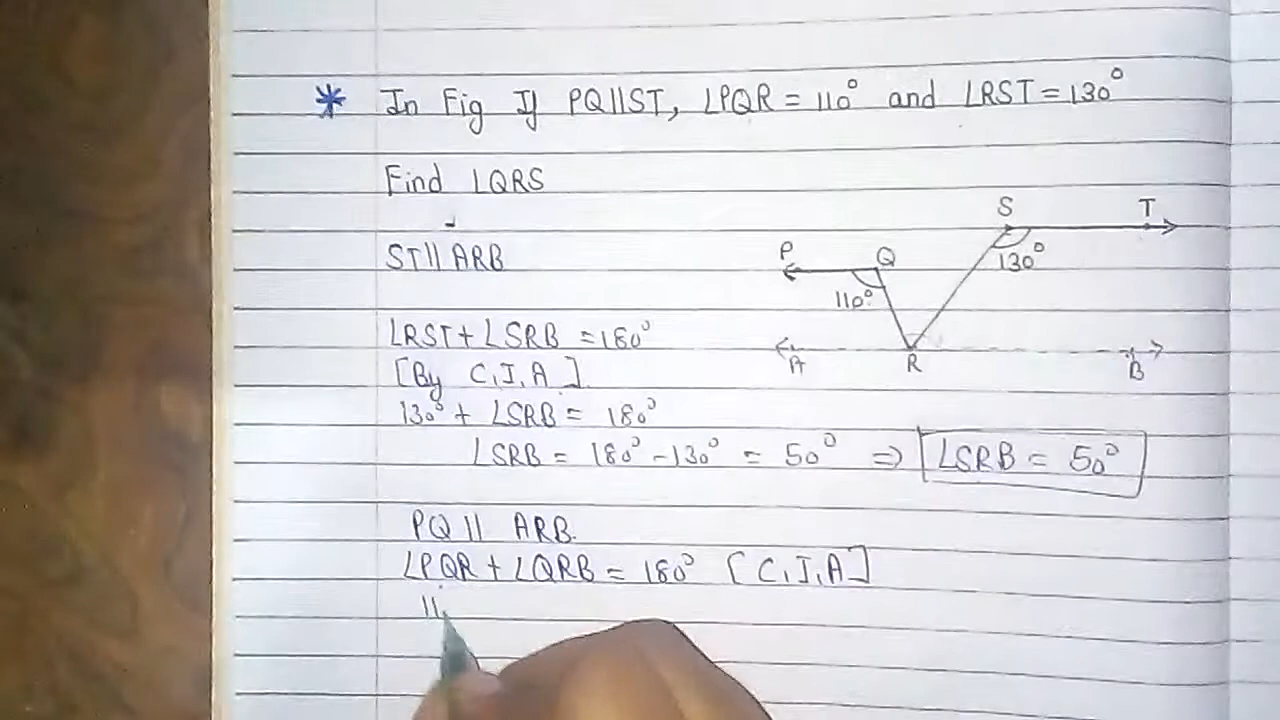 * In Fig If PQ||ST, ∠PQR = 110° and ∠RST = 130°
Find ∠QRS
ST || ARB
∠RST + ∠SRB = 180°
[By C,I,A]
130° + ∠SRB = 180°
∠SRB = 180° - 130° = 50° ⇒ ∠SRB = 50°
PQ || ARB.
∠PQR + ∠QRB = 180° [C,I,A]
11
S T
P Q 130°
110°
A R B